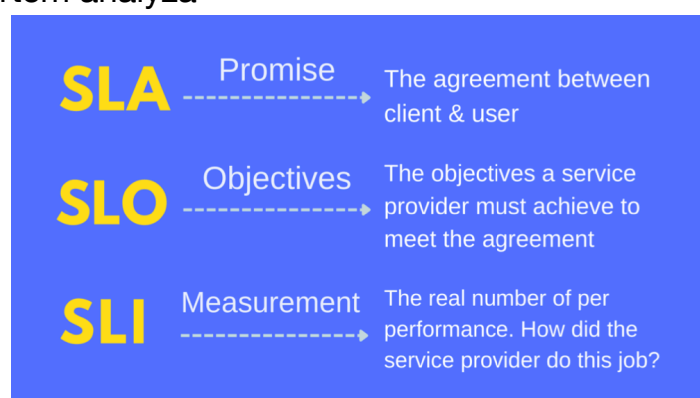 SLA
Promise
The agreement between
client & user
SLO
Objectives
The objectives a service
provider must achieve to
meet the agreement
SLI
Measurement
The real number of per
performance. How did the
service provider do this job?